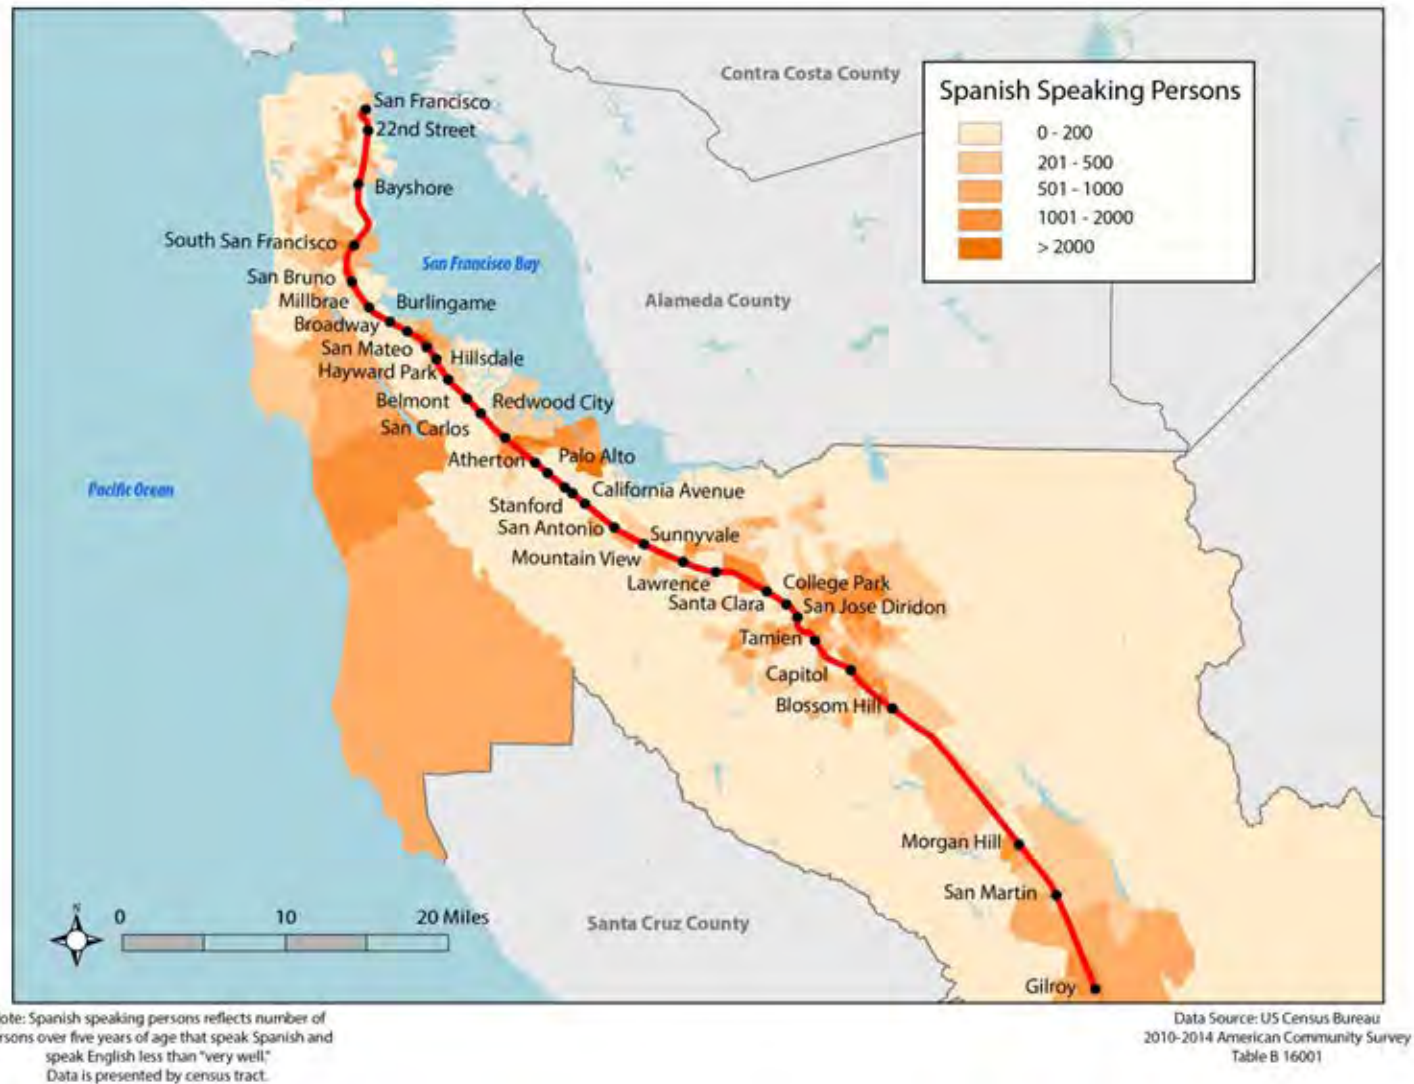 Contra Costa County
Spanish Speaking Persons
0 - 200
201 - 500
501 - 1000
1001 - 2000
> 2000
San Francisco
22nd Street
Bayshore
South San Francisco
San Francisco Bay
San Bruno
Millbrae
Burlingame
Alameda County
Broadway
San Mateo
Hillsdale
Hayward Park
Belmont
Redwood City
San Carlos
Atherton
Palo Alto
Pacific Ocean
California Avenue
Stanford
San Antonio
Sunnyvale
Mountain View
Lawrence
College Park
Santa Clara
San Jose Diridon
Tamien
Capitol
Blossom Hill
Morgan Hill
San Martin
Santa Cruz County
Gilroy
N
0 10 20 Miles
ote: Spanish speaking persons reflects number of
rsons over five years of age that speak Spanish and
speak English less than "very well."
Data is presented by census tract.
Data Source: US Census Bureau
2010-2014 American Community Survey
Table B 16001